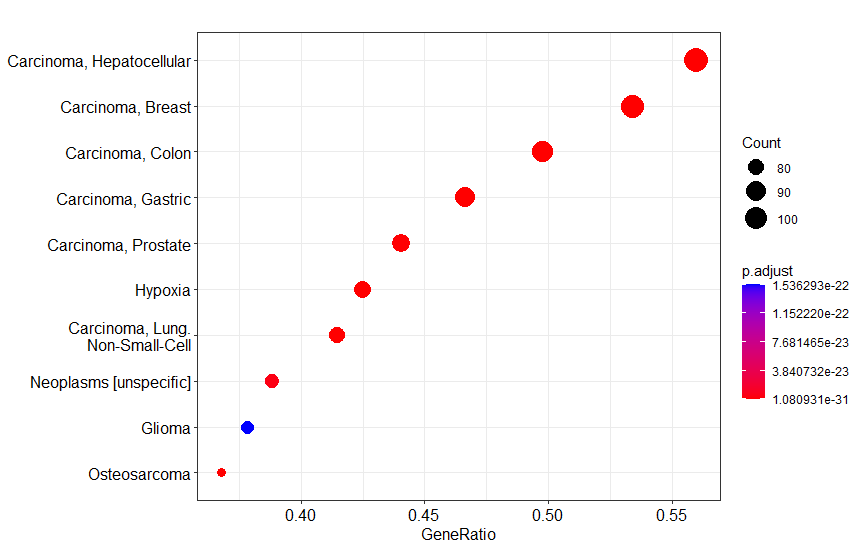 Carcinoma, Hepatocellular
Carcinoma, Breast
Carcinoma, Colon
Carcinoma, Gastric
Carcinoma, Prostate
Hypoxia
Carcinoma, Lung.
Non-Small-Cell
Neoplasms [unspecific]
Glioma
Osteosarcoma
0.40
0.45
0.50
0.55
GeneRatio
Count
80
90
100
p.adjust
1.536293e-22
1.152220e-22
7.681465e-23
3.840732e-23
1.080931e-31